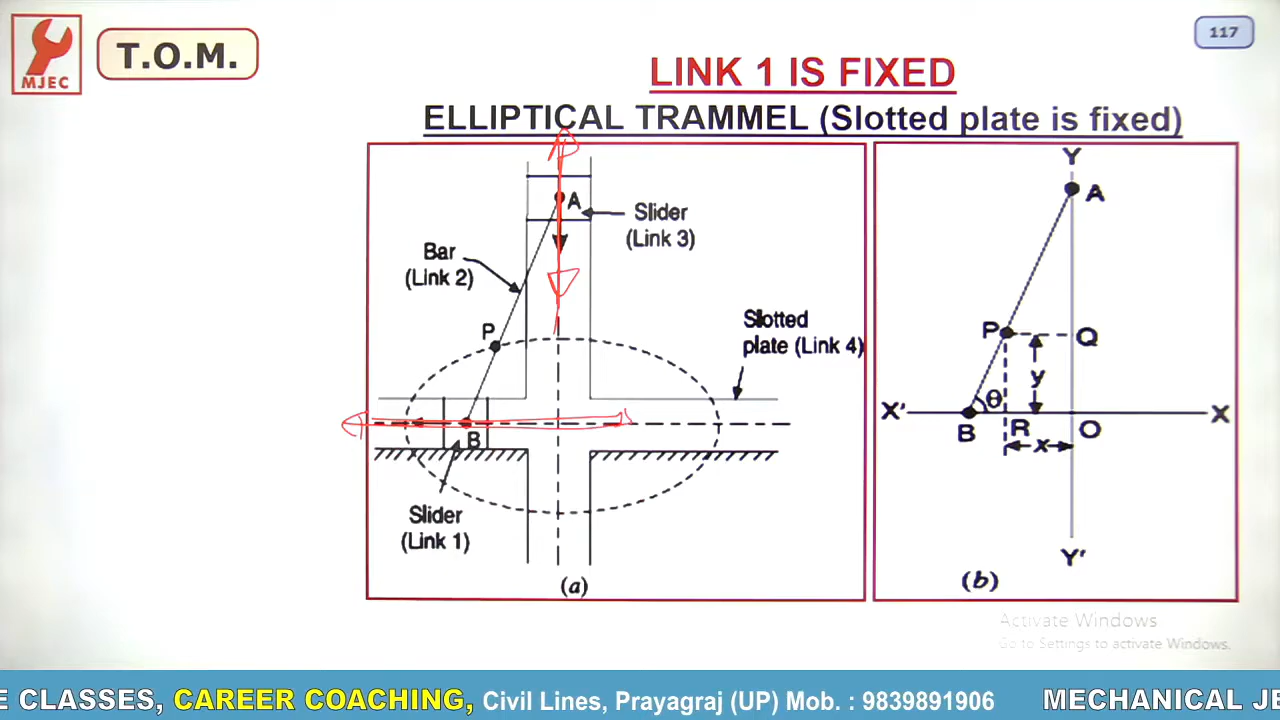 MJEC
T.O.M.
117
LINK 1 IS FIXED
ELLIPTICAL TRAMMEL (Slotted plate is fixed)
A
Slider
(Link 3)
Bar
(Link 2)
P
Slotted
plate (Link 4)
B
Slider
(Link 1)
(a)
Y
A
P
Q
y
X'
θ
X
B
R
O
x
Y'
(b)
Activate Windows
Go to Settings to activate Windows.
E CLASSES, CAREER COACHING, Civil Lines, Prayagraj (UP) Mob. : 9839891906 MECHANICAL JE